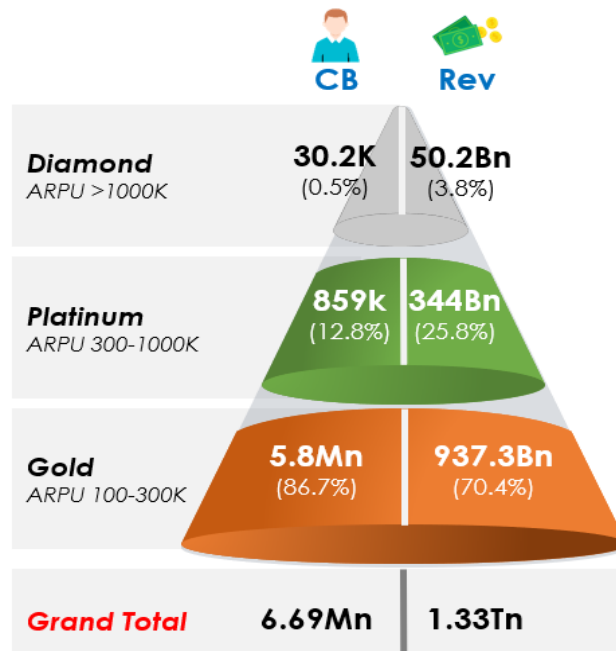 CB Rev
Diamond 30.2K 50.2Bn
ARPU >1000K (0.5%) (3.8%)
Platinum 859k 344Bn
ARPU 300-1000K (12.8%) (25.8%)
Gold 5.8Mn 937.3Bn
ARPU 100-300K (86.7%) (70.4%)
Grand Total 6.69Mn 1.33Tn